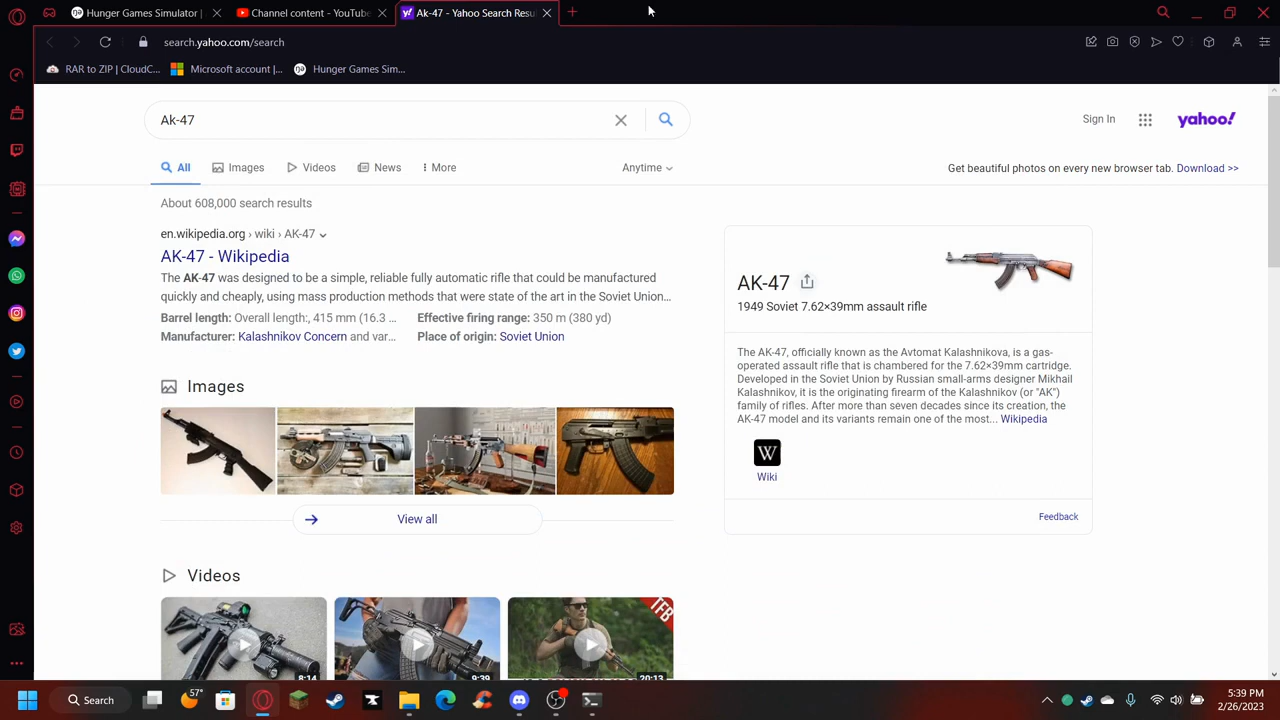 Hunger Games Simulator |
Channel content - YouTube
Ak-47 - Yahoo Search Resu
search.yahoo.com/search
RAR to ZIP | CloudC...
Microsoft account |...
Hunger Games Sim...
Ak-47
Sign In
yahoo!
All
Images
Videos
News
More
Anytime
Get beautiful photos on every new browser tab. Download >>
About 608,000 search results
en.wikipedia.org › wiki › AK-47
AK-47 - Wikipedia
The AK-47 was designed to be a simple, reliable fully automatic rifle that could be manufactured
quickly and cheaply, using mass production methods that were state of the art in the Soviet Union...
Barrel length: Overall length:, 415 mm (16.3 ...
Effective firing range: 350 m (380 yd)
Manufacturer: Kalashnikov Concern and var...
Place of origin: Soviet Union
Images
View all
Videos
8:14
9:39
TFB
20:13
AK-47
1949 Soviet 7.62×39mm assault rifle
The AK-47, officially known as the Avtomat Kalashnikova, is a gas-
operated assault rifle that is chambered for the 7.62×39mm cartridge.
Developed in the Soviet Union by Russian small-arms designer Mikhail
Kalashnikov, it is the originating firearm of the Kalashnikov (or "AK")
family of rifles. After more than seven decades since its creation, the
AK-47 model and its variants remain one of the most... Wikipedia
W
Wiki
Feedback
Search
57°
5:39 PM
2/26/2023